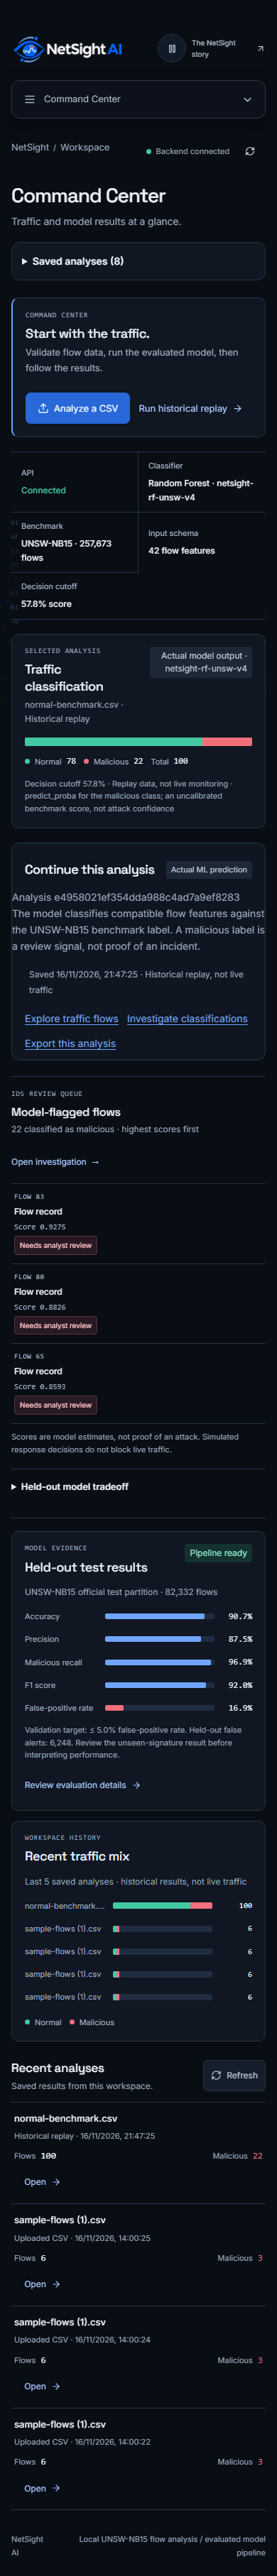 NetSight AI
The NetSight
story
Command Center
NetSight / Workspace
Backend connected
Command Center
Traffic and model results at a glance.
Saved analyses (8)
COMMAND CENTER
Start with the traffic.
Validate flow data, run the evaluated model, then
follow the results.
Analyze a CSV
Run historical replay →
API
Connected
Classifier
Random Forest · netsight-
rf-unsw-v4
Benchmark
UNSW-NB15 · 257,673
flows
Input schema
42 flow features
Decision cutoff
57.8% score
SELECTED ANALYSIS
Traffic
classification
Actual model output ·
netsight-rf-unsw-v4
normal-benchmark.csv ·
Historical replay
Normal 78 Malicious 22 Total 100
Decision cutoff 57.8% · Replay data, not live monitoring ·
predict_proba for the malicious class; an uncalibrated
benchmark score, not attack confidence
Continue this analysis
Actual ML prediction
Analysis e4958021ef354dda988c4ad7a9ef8283
The model classifies compatible flow features against
the UNSW-NB15 benchmark label. A malicious label is
a review signal, not proof of an incident.
Saved 16/11/2026, 21:47:25 · Historical replay, not live
traffic
Explore traffic flows Investigate classifications
Export this analysis
IDS REVIEW QUEUE
Model-flagged flows
22 classified as malicious · highest scores first
Open investigation →
FLOW 83
Flow record
Score 0.9275
Needs analyst review
FLOW 80
Flow record
Score 0.8826
Needs analyst review
FLOW 65
Flow record
Score 0.8593
Needs analyst review
Scores are model estimates, not proof of an attack. Simulated
response decisions do not block live traffic.
Held-out model tradeoff
MODEL EVIDENCE
Held-out test results
Pipeline ready
UNSW-NB15 official test partition · 82,332 flows
Accuracy 90.7%
Precision 87.5%
Malicious recall 96.9%
F1 score 92.0%
False-positive rate 16.9%
Validation target: ≤ 5.0% false-positive rate. Held-out false
alerts: 6,248. Review the unseen-signature result before
interpreting performance.
Review evaluation details →
WORKSPACE HISTORY
Recent traffic mix
Last 5 saved analyses · historical results, not live traffic
normal-benchmark.... 100
sample-flows (1).csv 6
sample-flows (1).csv 6
sample-flows (1).csv 6
sample-flows (1).csv 6
Normal Malicious
Recent analyses
Saved results from this workspace.
Refresh
normal-benchmark.csv
Historical replay · 16/11/2026, 21:47:25
Flows 100 Malicious 22
Open →
sample-flows (1).csv
Uploaded CSV · 16/11/2026, 14:00:25
Flows 6 Malicious 3
Open →
sample-flows (1).csv
Uploaded CSV · 16/11/2026, 14:00:24
Flows 6 Malicious 3
Open →
sample-flows (1).csv
Uploaded CSV · 16/11/2026, 14:00:22
Flows 6 Malicious 3
Open →
NetSight
AI
Local UNSW-NB15 flow analysis / evaluated model
pipeline